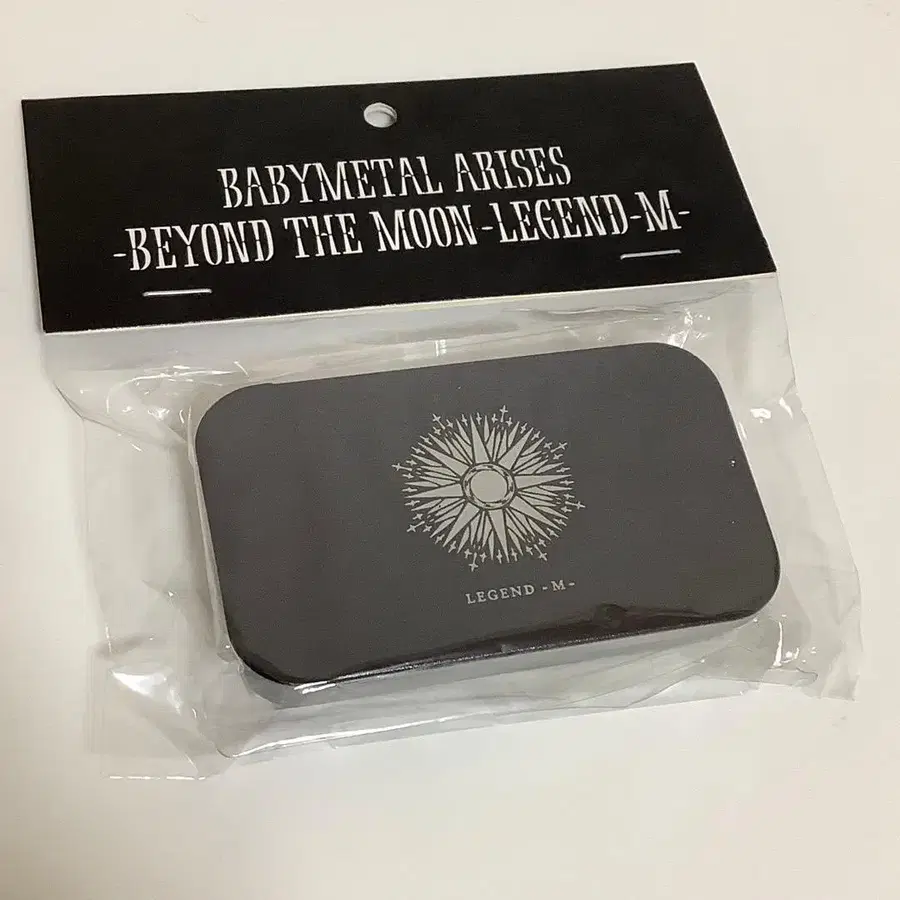 BABYMETAL ARISES
-BEYOND THE MOON-LEGEND-M-
LEGEND -M-